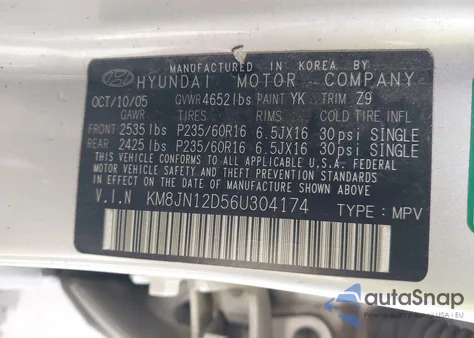 MANUFACTURED IN KOREA BY
HYUNDAI MOTOR COMPANY
OCT/10/05 GVWR 4652lbs PAINT YK TRIM Z9
GAWR TIRES RIMS COLD TIRE INFL
FRONT 2535lbs P235/60R16 6.5JX16 30psi SINGLE
REAR 2425lbs P235/60R16 6.5JX16 30psi SINGLE
THIS VEHICLE CONFORMS TO ALL APPLICABLE U.S.A. FEDERAL
MOTOR VEHICLE SAFETY AND BUMPER AND THEFT PREVENTION STANDARDS
IN EFFECT ON THE DATE OF MANUFACTURE SHOWN ABOVE.
V.I.N KM8JN12D56U304174 TYPE: MPV
autoSnap